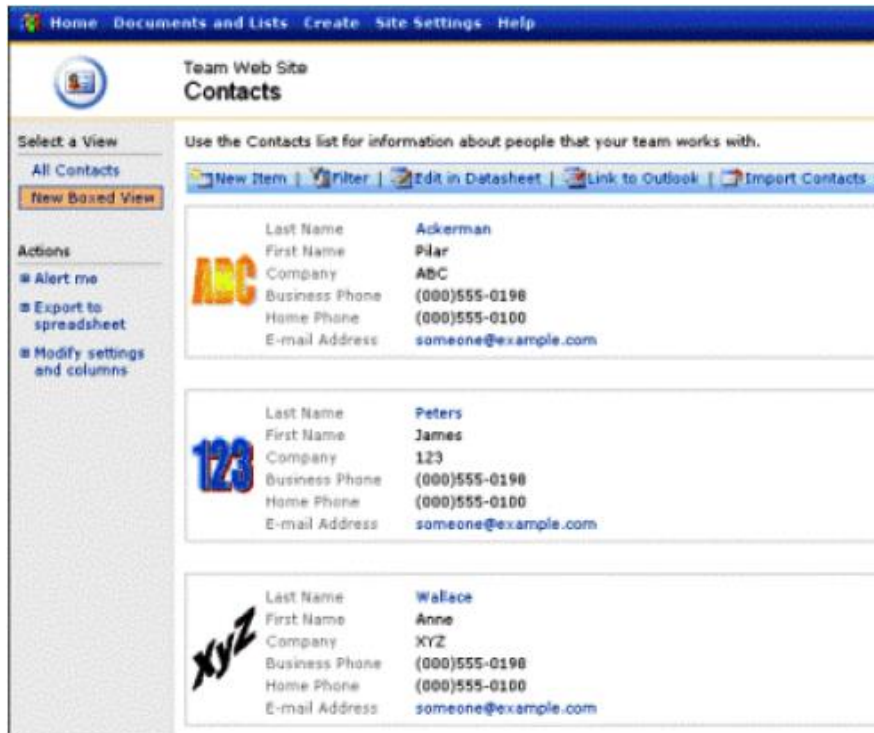 Home Documents and Lists Create Site Settings Help
Team Web Site
Contacts
Select a View
All Contacts
New Boxed View
Actions
Alert me
Export to
spreadsheet
Modify settings
and columns
Use the Contacts list for information about people that your team works with.
New Item | Filter | Edit in Datasheet | Link to Outlook | Import Contacts
ABC
Last Name Ackerman
First Name Pilar
Company ABC
Business Phone (000)555-0198
Home Phone (000)555-0100
E-mail Address someone@example.com
123
Last Name Peters
First Name James
Company 123
Business Phone (000)555-0198
Home Phone (000)555-0100
E-mail Address someone@example.com
XyZ
Last Name Wallace
First Name Anne
Company XYZ
Business Phone (000)555-0198
Home Phone (000)555-0100
E-mail Address someone@example.com